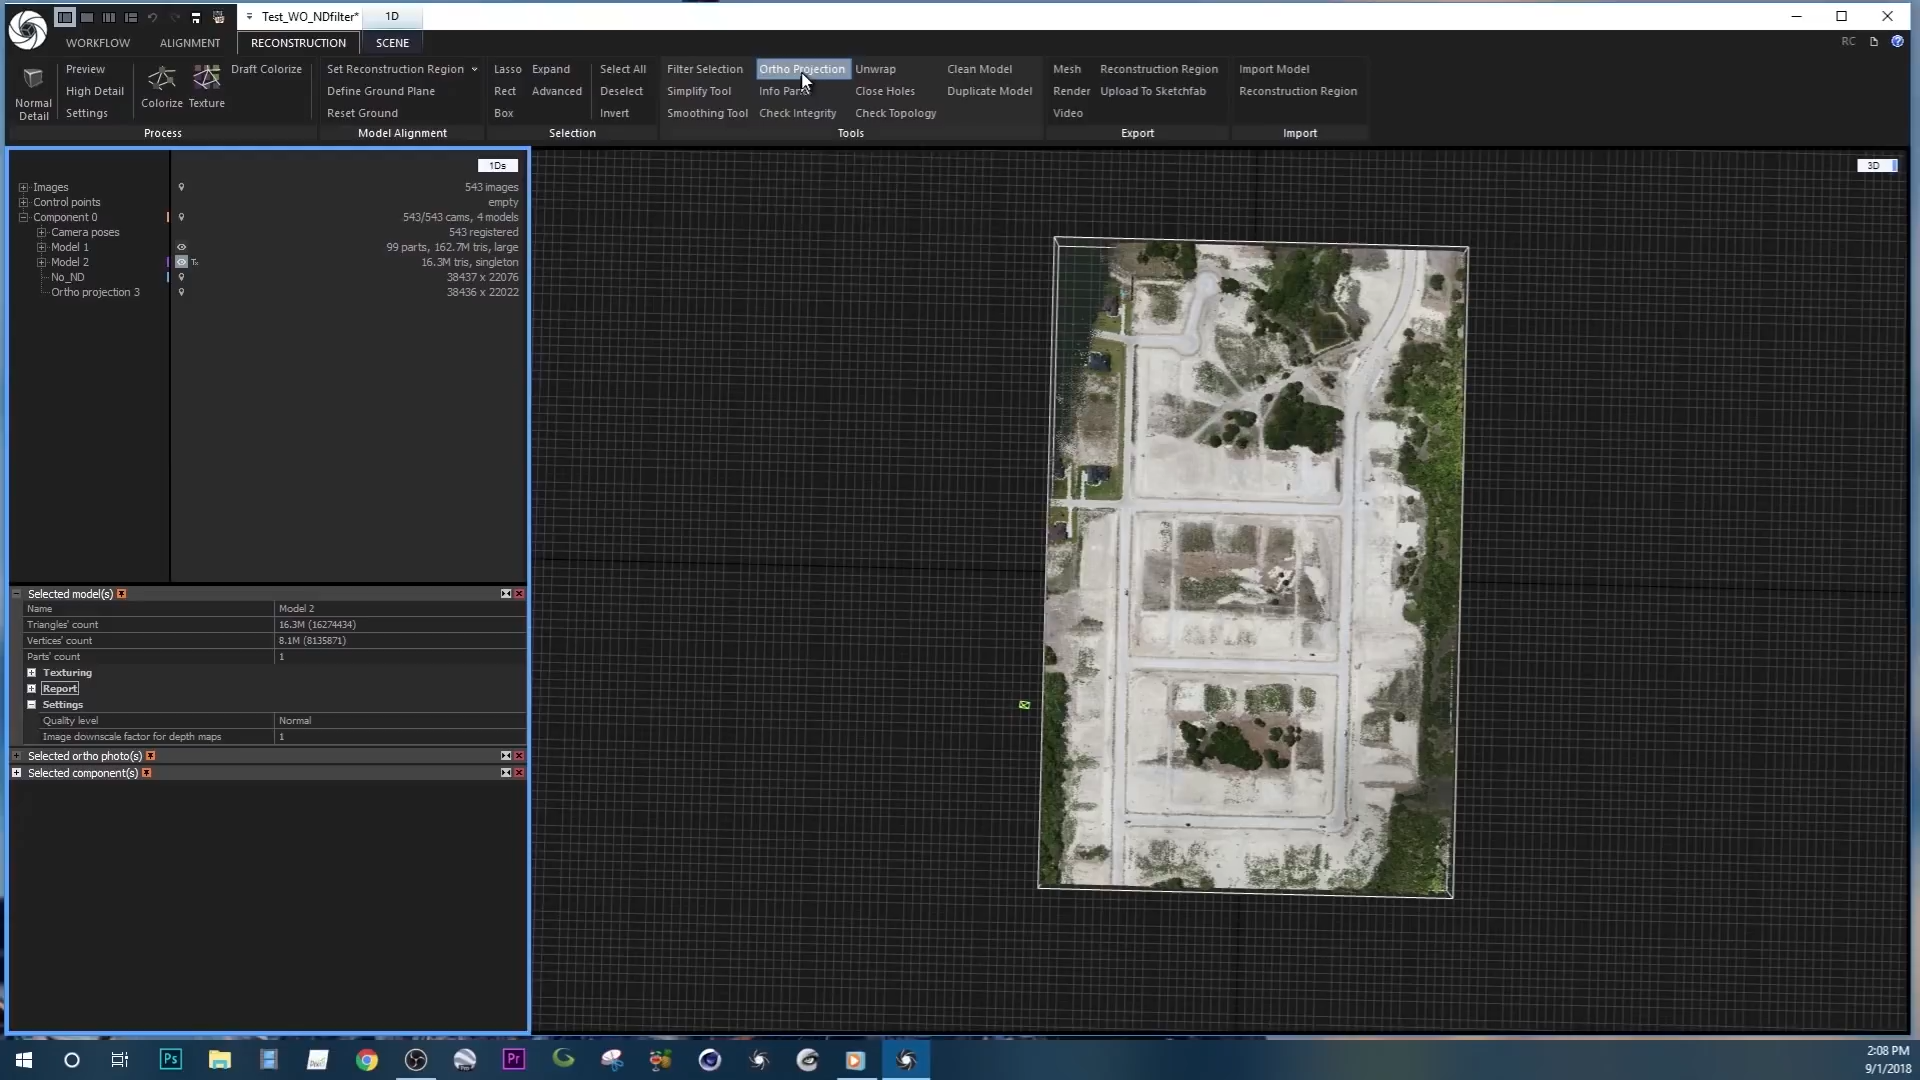 Test_WO_NDfilter*
1D
WORKFLOW
ALIGNMENT
RECONSTRUCTION
SCENE
RC
Normal Detail
Preview
High Detail
Settings
Colorize
Texture
Draft Colorize
Process
Set Reconstruction Region
Define Ground Plane
Reset Ground
Model Alignment
Lasso
Expand
Rect
Advanced
Box
Select All
Deselect
Invert
Selection
Filter Selection
Ortho Projection
Unwrap
Clean Model
Simplify Tool
Info
Close Holes
Duplicate Model
Smoothing Tool
Check Integrity
Check Topology
Tools
Mesh
Reconstruction Region
Render
Upload To Sketchfab
Video
Export
Import Model
Reconstruction Region
Import
1Ds
3D
Images 543 images
Control points empty
Component 0 543/543 cams, 4 models
Camera poses 543 registered
Model 1 99 parts, 162.7M tris, large
Model 2 Tx 16.3M tris, singleton
No_ND 38437 x 22076
Ortho projection 3 38436 x 22022
Selected model(s)
Name Model 2
Triangles' count 16.3M (16274434)
Vertices' count 8.1M (8135871)
Parts' count 1
Texturing
Report
Settings
Quality level Normal
Image downscale factor for depth maps 1
Selected ortho photo(s)
Selected component(s)
Ps
Pr
2:08 PM
9/1/2018